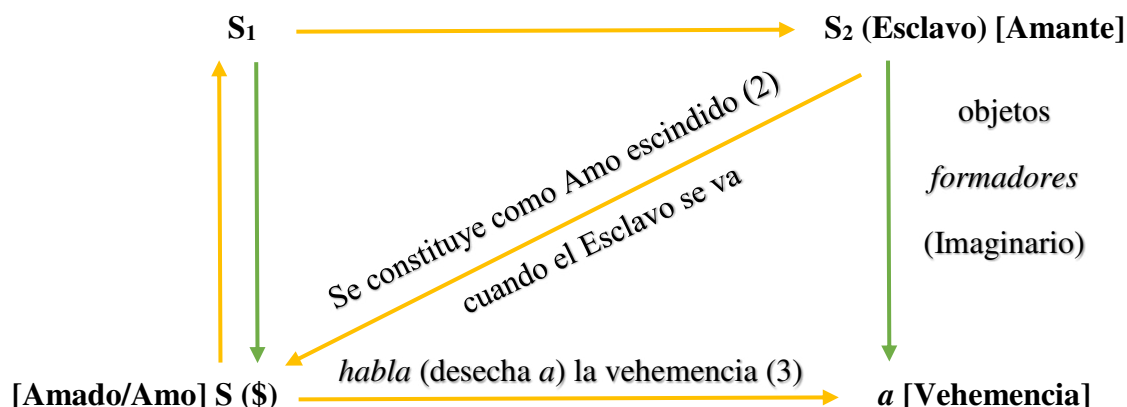 S₁
S₂ (Esclavo) [Amante]
Se constituye como Amo escindido (2)
cuando el Esclavo se va
objetos
formadores
(Imaginario)
habla (desecha a) la vehemencia (3)
[Amado/Amo] S ($)
a [Vehemencia]